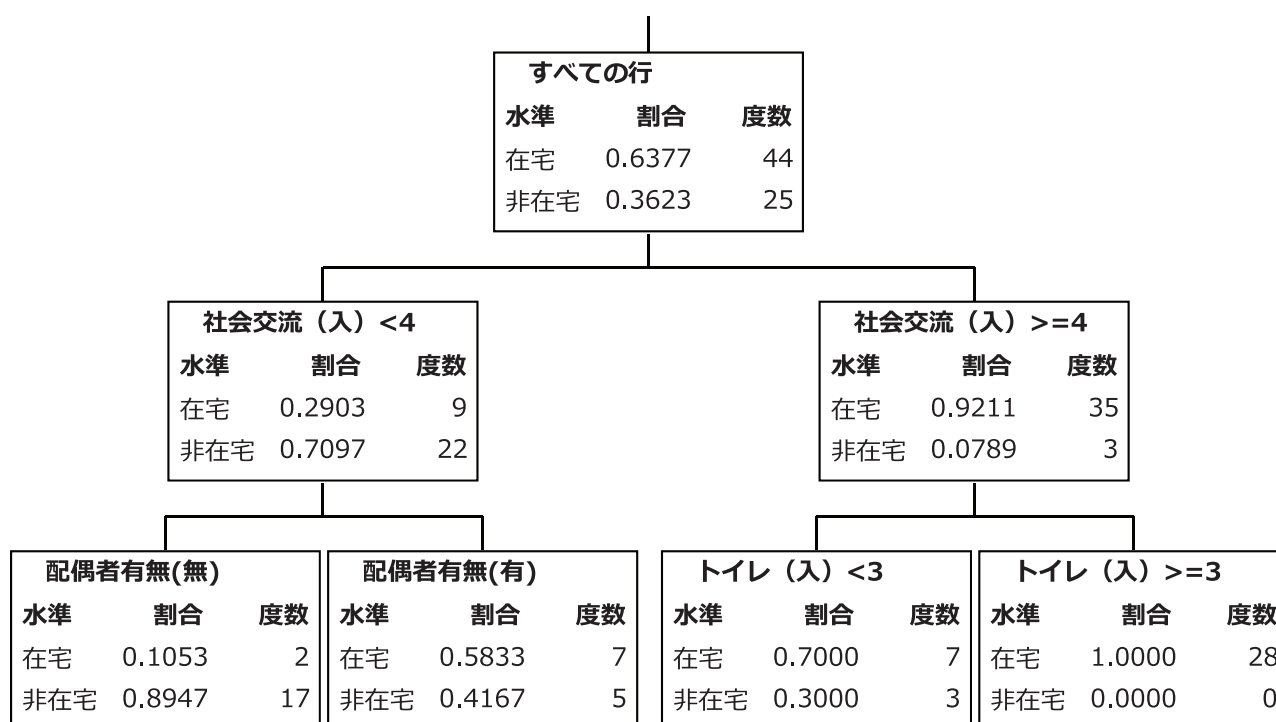 すべての行
水準 割合 度数
在宅 0.6377 44
非在宅 0.3623 25
社会交流（入）<4
水準 割合 度数
在宅 0.2903 9
非在宅 0.7097 22
社会交流（入）>=4
水準 割合 度数
在宅 0.9211 35
非在宅 0.0789 3
配偶者有無(無)
水準 割合 度数
在宅 0.1053 2
非在宅 0.8947 17
配偶者有無(有)
水準 割合 度数
在宅 0.5833 7
非在宅 0.4167 5
トイレ（入）<3
水準 割合 度数
在宅 0.7000 7
非在宅 0.3000 3
トイレ（入）>=3
水準 割合 度数
在宅 1.0000 28
非在宅 0.0000 0